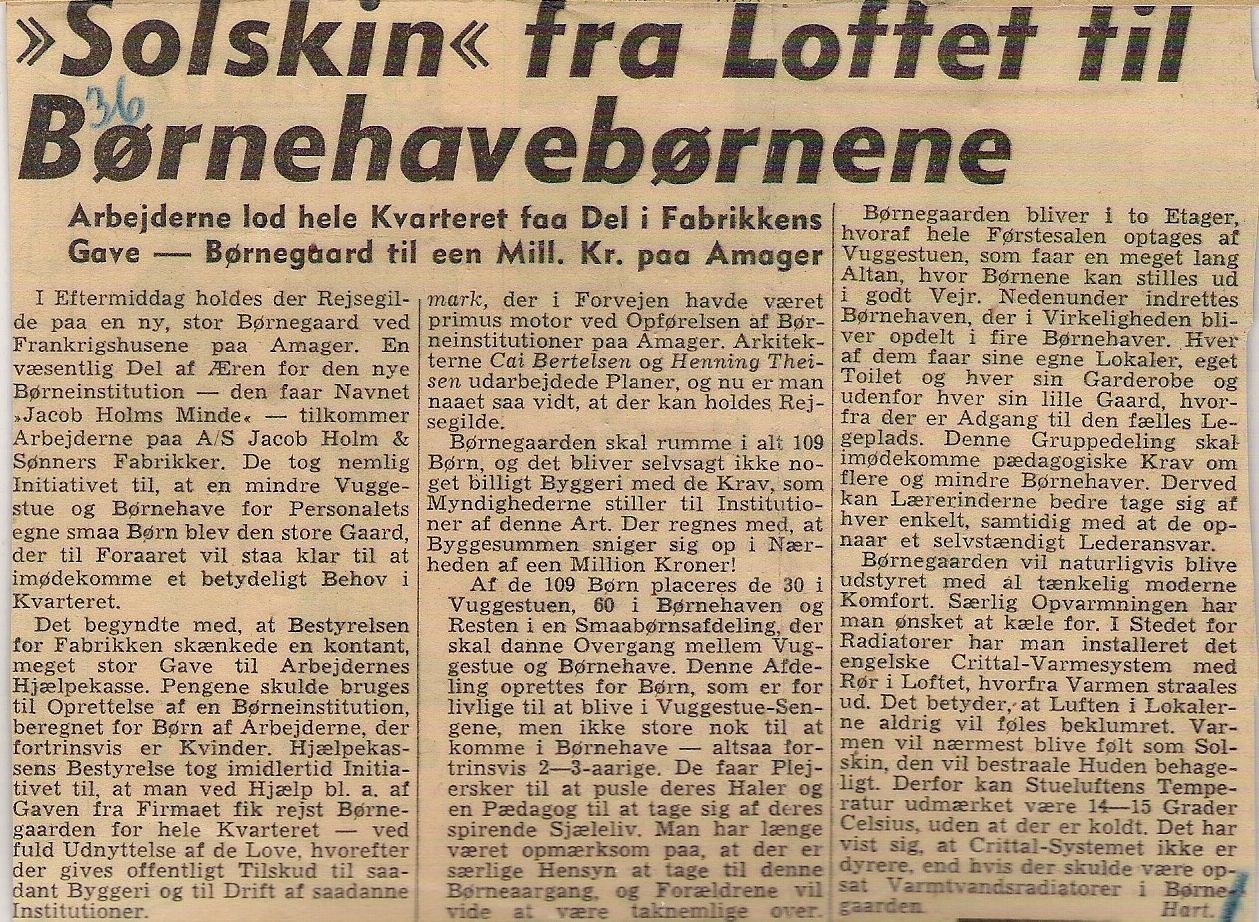 »Solskin« fra Loftet til
Børnehavebørnene
36
Arbejderne lod hele Kvarteret faa Del i Fabrikkens
Gave — Børnegaard til een Mill. Kr. paa Amager
I Eftermiddag holdes der Rejsegil-
de paa en ny, stor Børnegaard ved
Frankrigshusene paa Amager. En
væsentlig Del af Æren for den nye
Børneinstitution — den faar Navnet
»Jacob Holms Minde« — tilkommer
Arbejderne paa A/S Jacob Holm &
Sønners Fabrikker. De tog nemlig
Initiativet til, at en mindre Vugge-
stue og Børnehave for Personalets
egne smaa Børn blev den store Gaard,
der til Foraaret vil staa klar til at
imødekomme et betydeligt Behov i
Kvarteret.
Det begyndte med, at Bestyrelsen
for Fabrikken skænkede en kontant,
meget stor Gave til Arbejdernes
Hjælpekasse. Pengene skulde bruges
til Oprettelse af en Børneinstitution,
beregnet for Børn af Arbejderne, der
fortrinsvis er Kvinder. Hjælpekas-
sens Bestyrelse tog imidlertid Initia-
tivet til, at man ved Hjælp bl. a. af
Gaven fra Firmaet fik rejst Børne-
gaarden for hele Kvarteret — ved
fuld Udnyttelse af de Love, hvorefter
der gives offentligt Tilskud til saa-
dant Byggeri og til Drift af saadanne
Institutioner.
mark, der i Forvejen havde været
primus motor ved Opførelsen af Bør-
neinstitutioner paa Amager. Arkitek-
terne Cai Bertelsen og Henning Thei-
sen udarbejdede Planer, og nu er man
naaet saa vidt, at der kan holdes Rej-
segilde.
Børnegaarden skal rumme i alt 109
Børn, og det bliver selvsagt ikke no-
get billigt Byggeri med de Krav, som
Myndighederne stiller til Institutio-
ner af denne Art. Der regnes med, at
Byggesummen sniger sig op i Nær-
heden af een Million Kroner!
Af de 109 Børn placeres de 30 i
Vuggestuen, 60 i Børnehaven og
Resten i en Smaabørnsafdeling, der
skal danne Overgang mellem Vug-
gestue og Børnehave. Denne Afde-
ling oprettes for Børn, som er for
livlige til at blive i Vuggestue-Sen-
gene, men ikke store nok til at
komme i Børnehave — altsaa for-
trinsvis 2—3-aarige. De faar Plej-
ersker til at pusle deres Haler og
en Pædagog til at tage sig af deres
spirende Sjæleliv. Man har længe
været opmærksom paa, at der er
særlige Hensyn at tage til denne
Børneaargang, og Forældrene vil
vide at være taknemlige over.
Børnegaarden bliver i to Etager,
hvoraf hele Førstesalen optages af
Vuggestuen, som faar en meget lang
Altan, hvor Børnene kan stilles ud
i godt Vejr. Nedenunder indrettes
Børnehaven, der i Virkeligheden bli-
ver opdelt i fire Børnehaver. Hver
af dem faar sine egne Lokaler, eget
Toilet og hver sin Garderobe og
udenfor hver sin lille Gaard, hvor-
fra der er Adgang til den fælles Le-
geplads. Denne Gruppedeling skal
imødekomme pædagogiske Krav om
flere og mindre Børnehaver. Derved
kan Lærerinderne bedre tage sig af
hver enkelt, samtidig med at de op-
naar et selvstændigt Lederansvar.
Børnegaarden vil naturligvis blive
udstyret med al tænkelig moderne
Komfort. Særlig Opvarmningen har
man ønsket at kæle for. I Stedet for
Radiatorer har man installeret det
engelske Crittal-Varmesystem med
Rør i Loftet, hvorfra Varmen straales
ud. Det betyder, at Luften i Lokaler-
ne aldrig vil føles beklumret. Var-
men vil nærmest blive følt som Sol-
skin, den vil bestraale Huden behage-
ligt. Derfor kan Stueluftens Tempe-
ratur udmærket være 14—15 Grader
Celsius, uden at der er koldt. Det har
vist sig, at Crittal-Systemet ikke er
dyrere, end hvis der skulde være op-
sat Varmtvandsradiatorer i Børne-
gaarden. Hart.